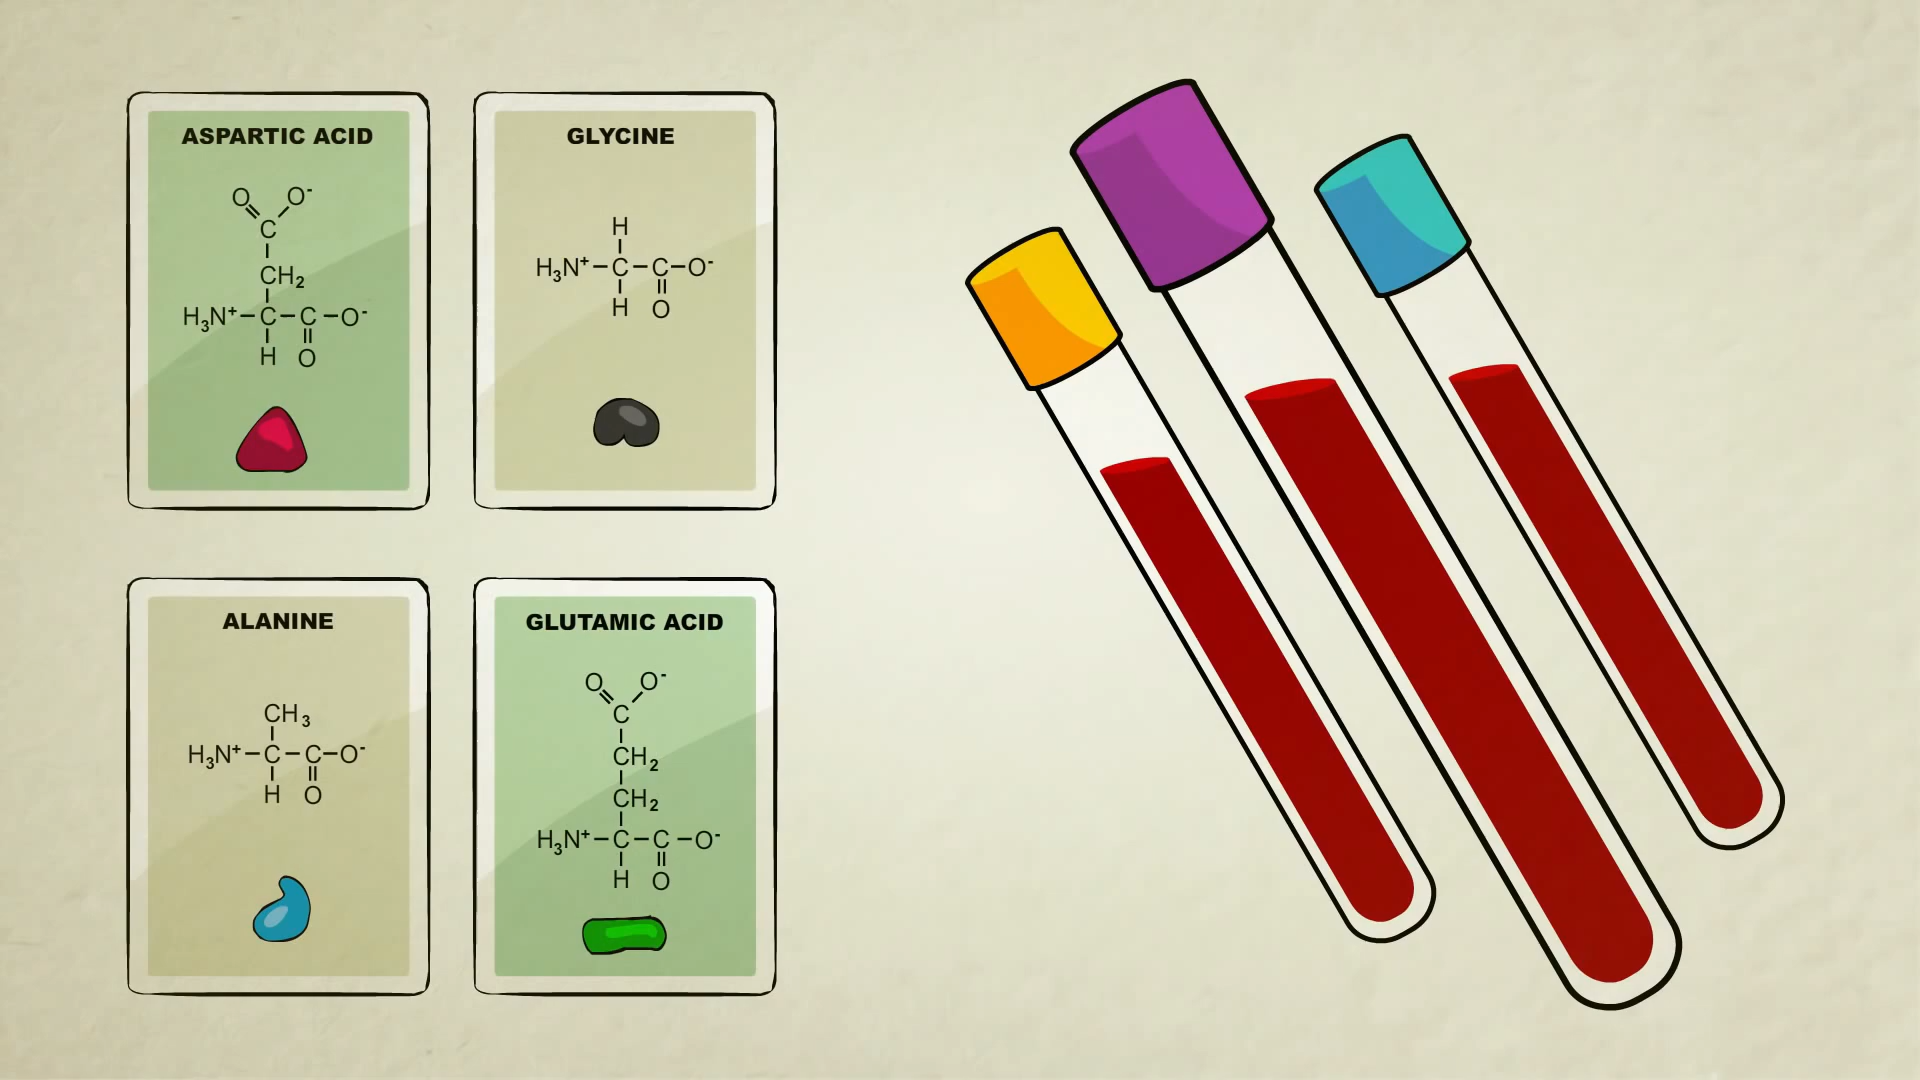 ASPARTIC ACID
O O-
C
CH2
H3N+-C-C-O-
H O
GLYCINE
H
H3N+-C-C-O-
H O
ALANINE
CH3
H3N+-C-C-O-
H O
GLUTAMIC ACID
O O-
C
CH2
CH2
H3N+-C-C-O-
H O